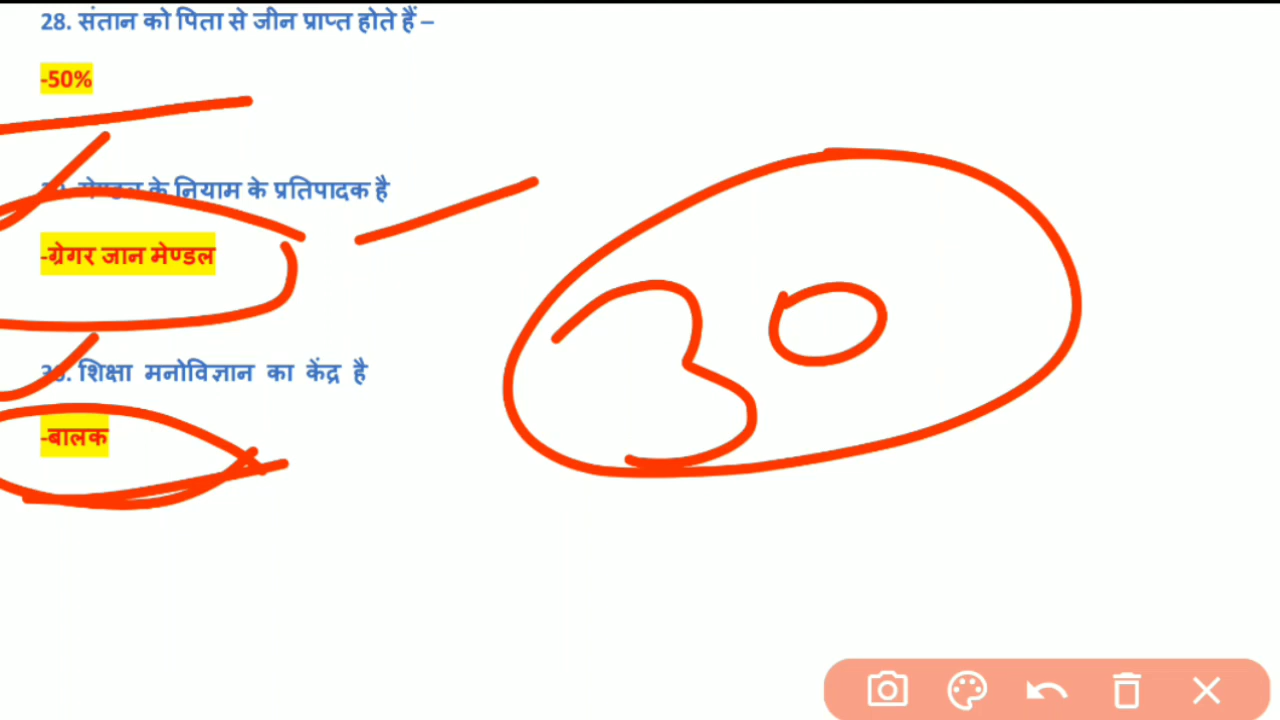 28. संतान को पिता से जीन प्राप्त होते हैं –
-50%
के नियाम के प्रतिपादक है
-ग्रेगर जान मेण्डल
30
शिक्षा मनोविज्ञान का केंद्र है
-बालक